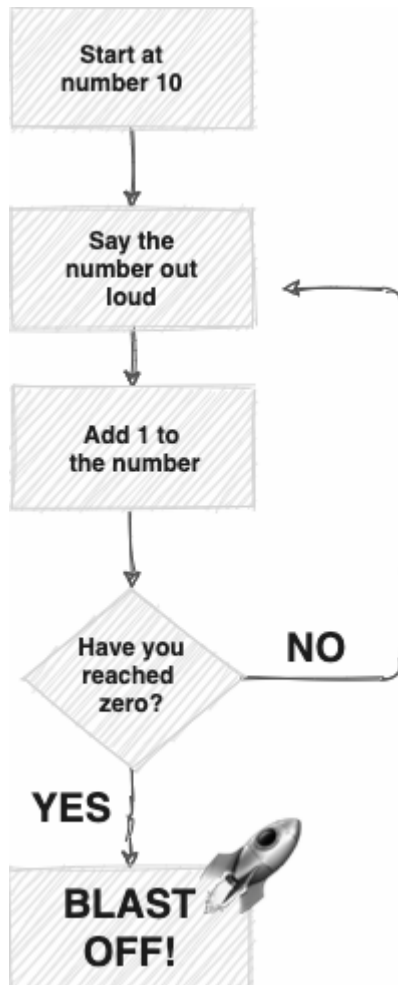 Start at
number 10
Say the
number out
loud
Add 1 to
the number
Have you
reached
zero?
NO
YES
BLAST
OFF!